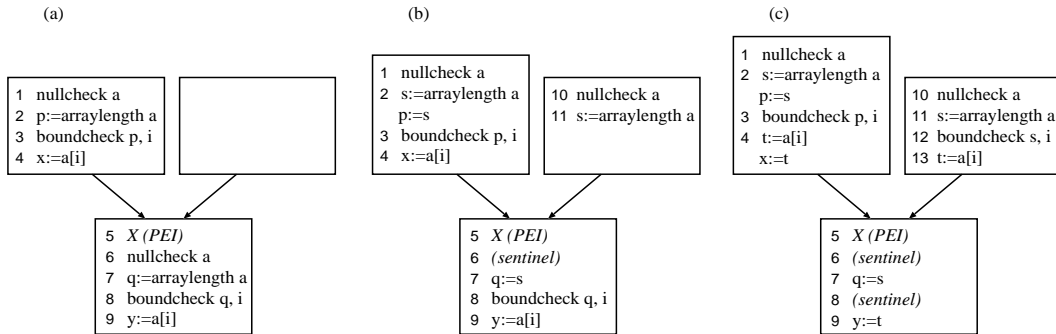 (a)
1 nullcheck a
2 p:=arraylength a
3 boundcheck p, i
4 x:=a[i]
5 X (PEI)
6 nullcheck a
7 q:=arraylength a
8 boundcheck q, i
9 y:=a[i]
(b)
1 nullcheck a
2 s:=arraylength a
p:=s
3 boundcheck p, i
4 x:=a[i]
10 nullcheck a
11 s:=arraylength a
5 X (PEI)
6 (sentinel)
7 q:=s
8 boundcheck q, i
9 y:=a[i]
(c)
1 nullcheck a
2 s:=arraylength a
p:=s
3 boundcheck p, i
4 t:=a[i]
x:=t
10 nullcheck a
11 s:=arraylength a
12 boundcheck s, i
13 t:=a[i]
5 X (PEI)
6 (sentinel)
7 q:=s
8 (sentinel)
9 y:=t